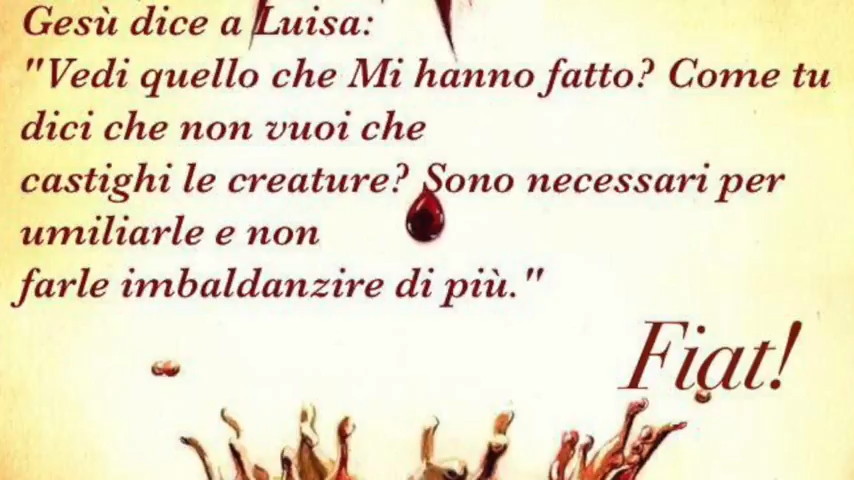 Gesù dice a Luisa:
"Vedi quello che Mi hanno fatto? Come tu
dici che non vuoi che
castighi le creature? Sono necessari per
umiliarle e non
farle imbaldanzire di più."
Fiat!